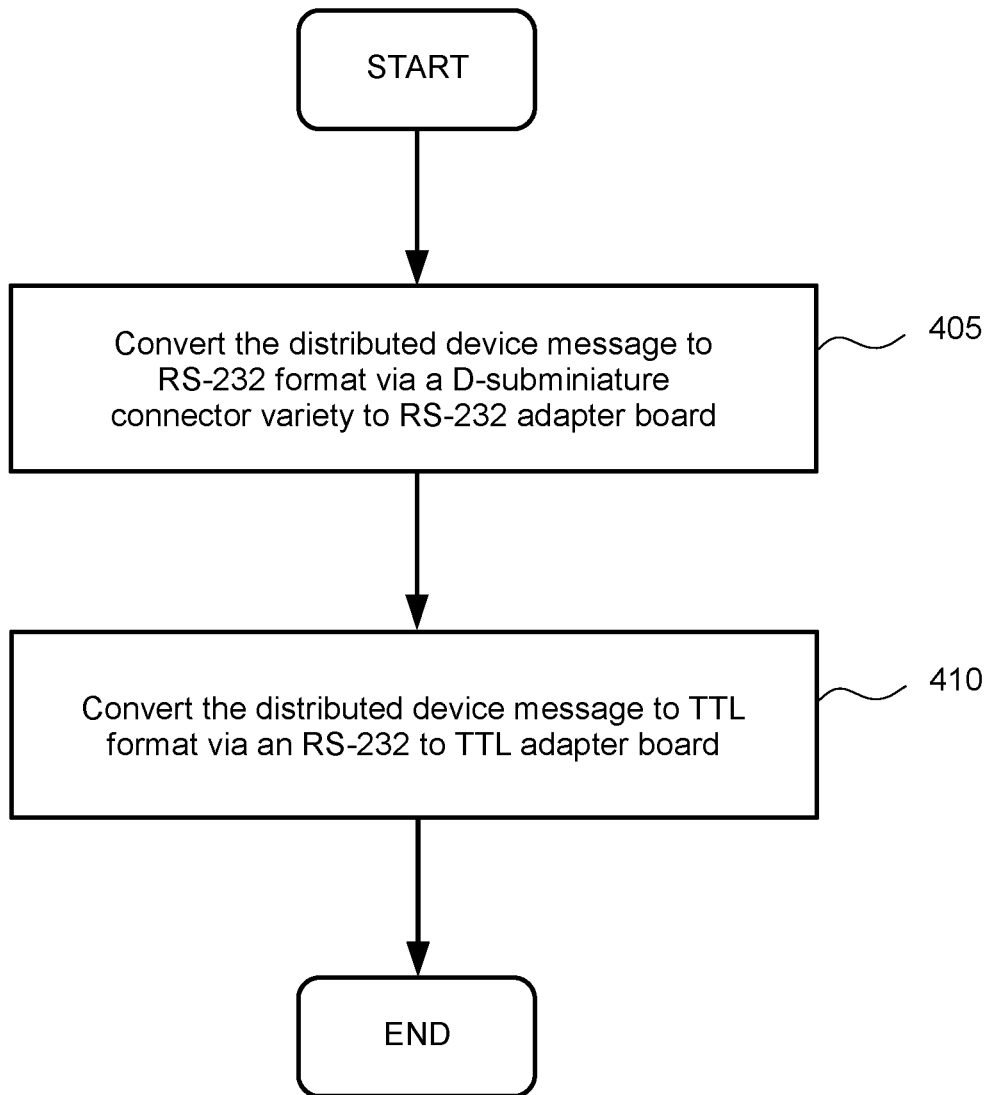 START
Convert the distributed device message to
RS-232 format via a D-subminiature
connector variety to RS-232 adapter board
405
Convert the distributed device message to TTL
format via an RS-232 to TTL adapter board
410
END